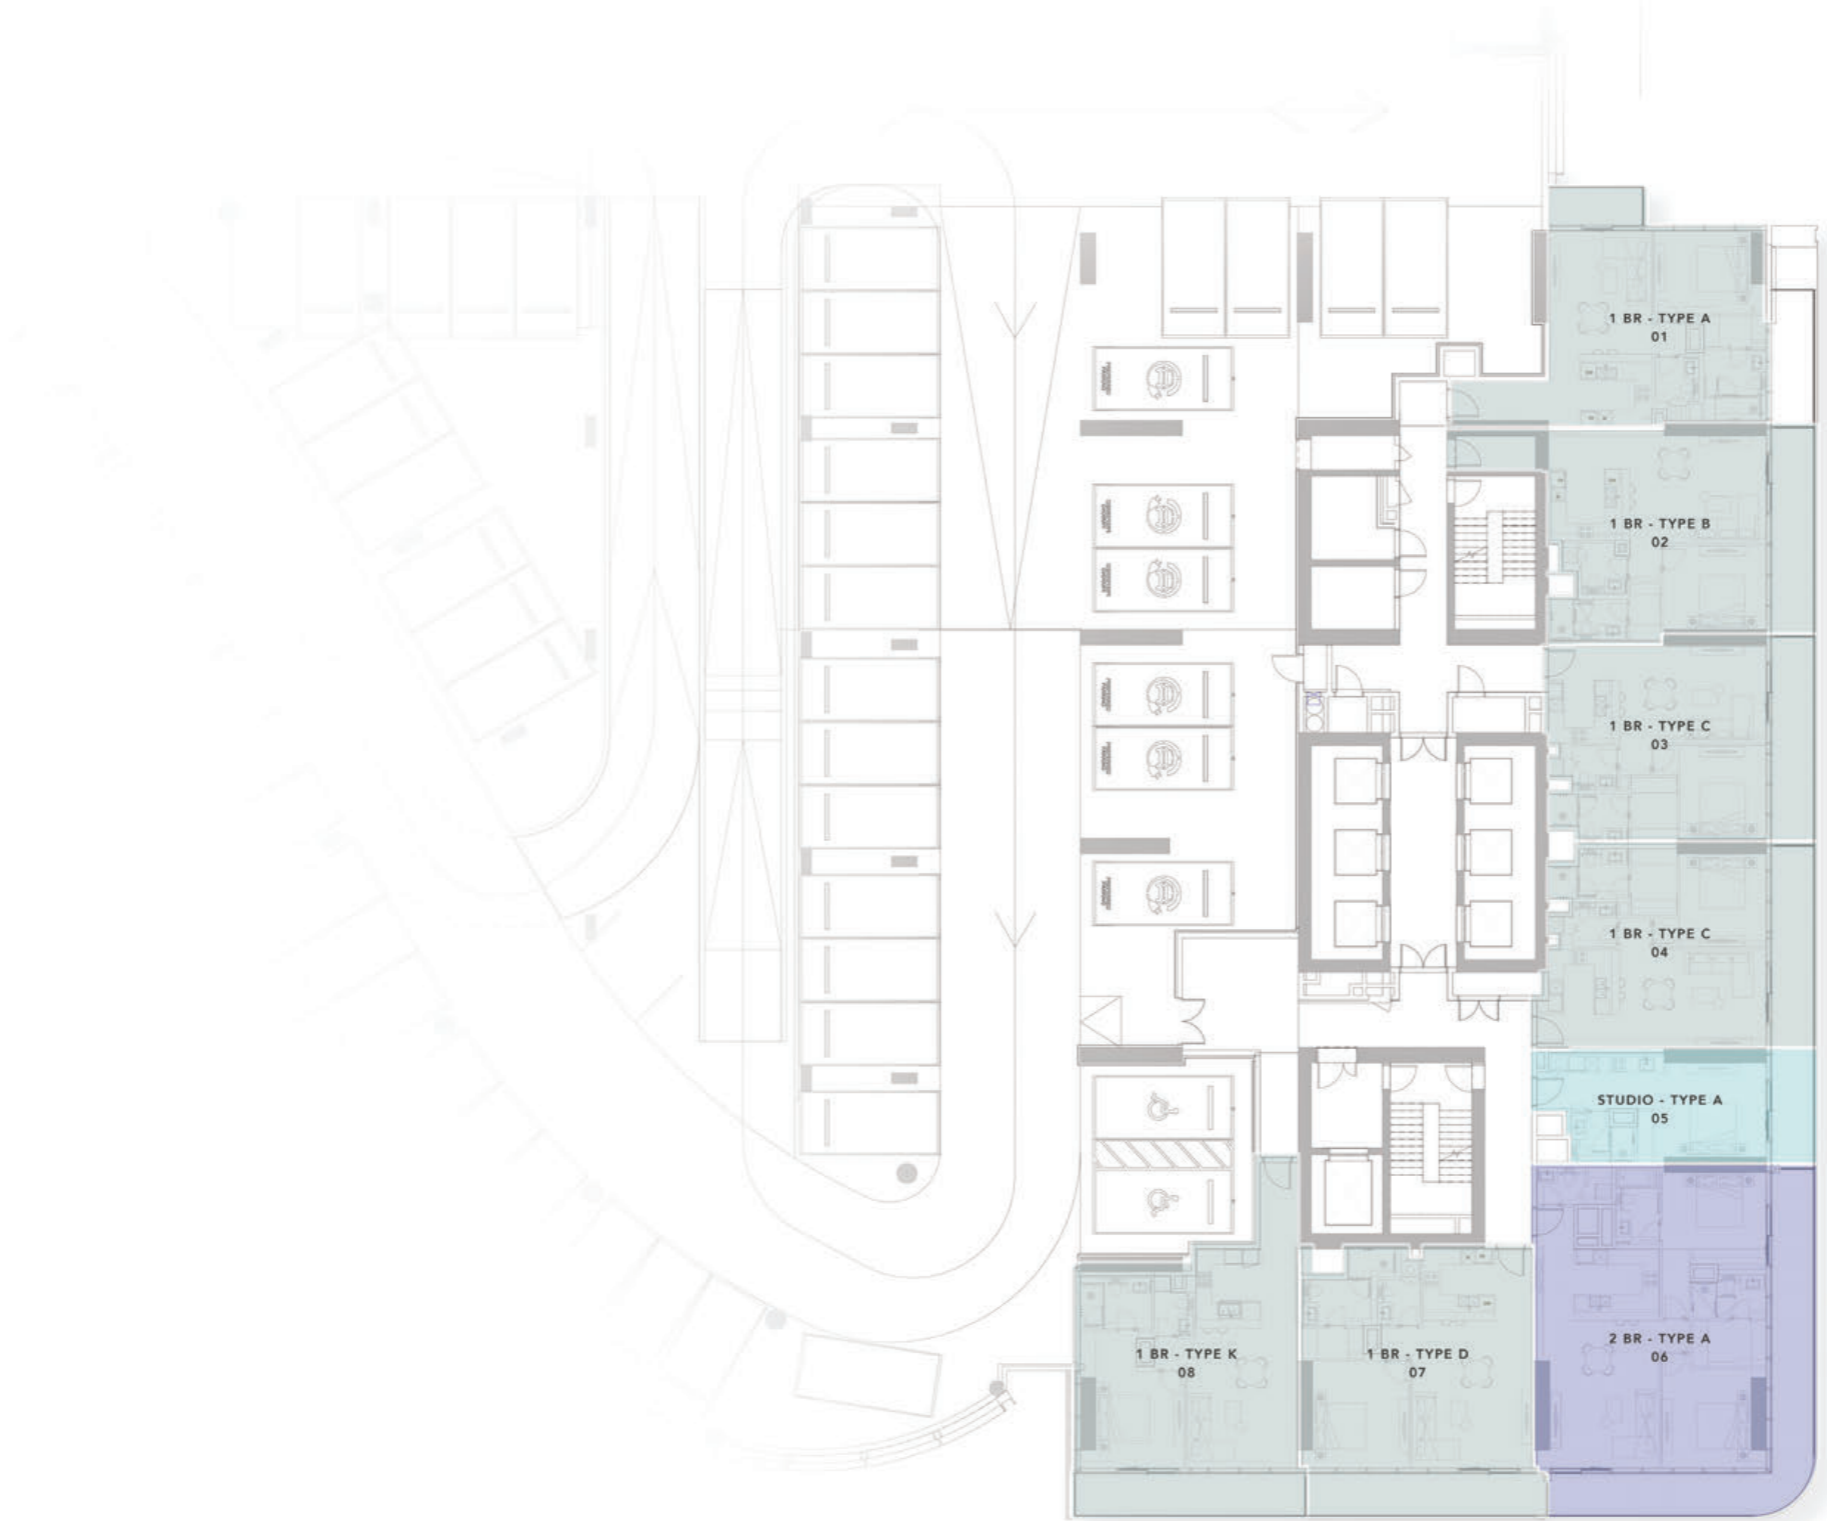 1 BR - TYPE A
01
1 BR - TYPE B
02
1 BR - TYPE C
03
1 BR - TYPE C
04
STUDIO - TYPE A
05
2 BR - TYPE A
06
1 BR - TYPE D
07
1 BR - TYPE K
08